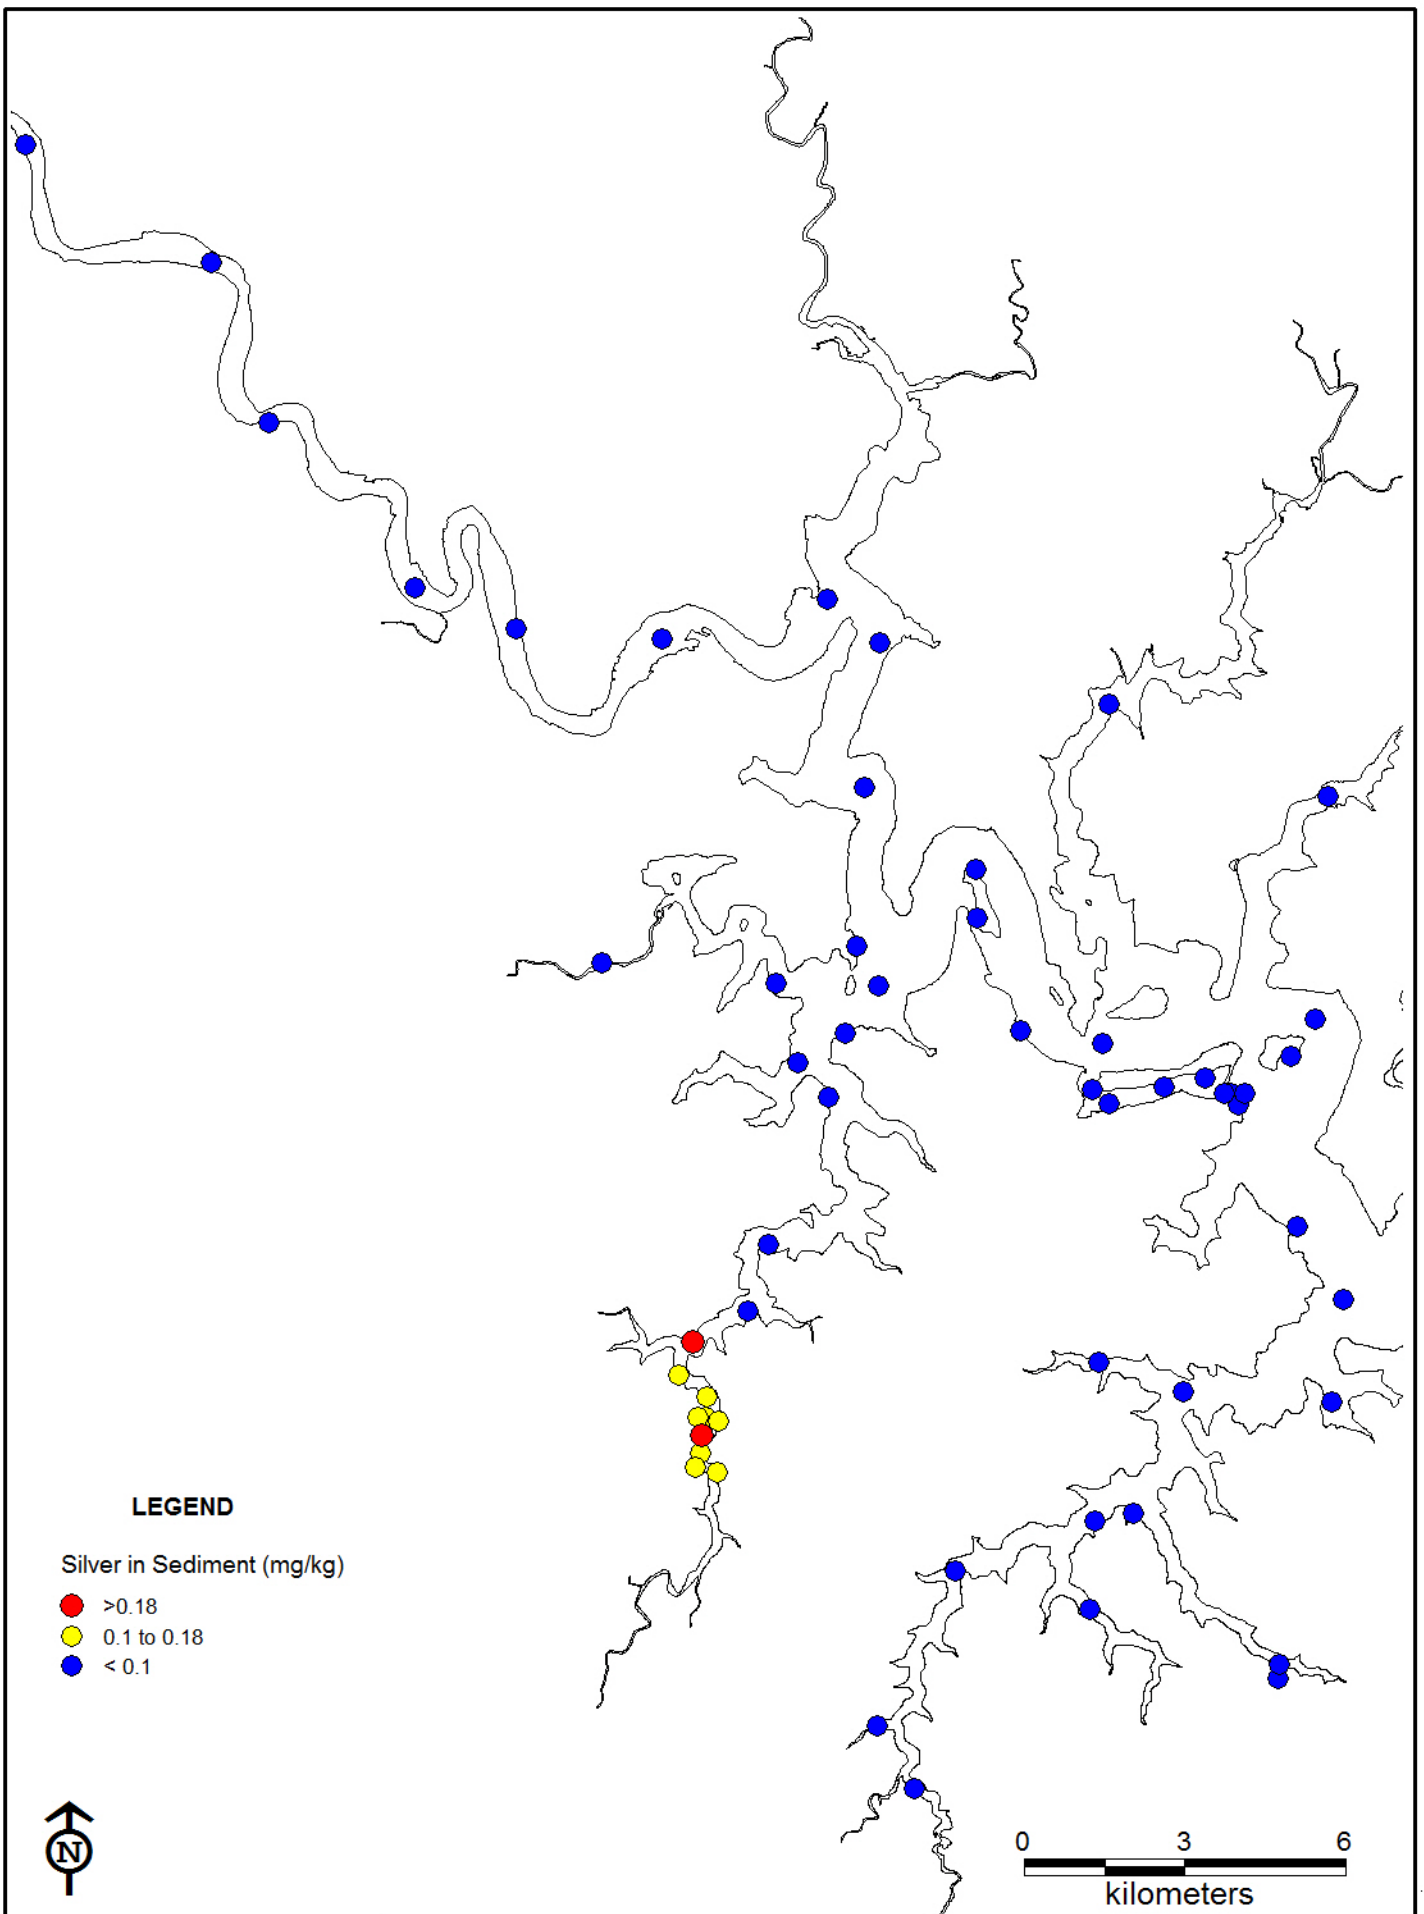 LEGEND
Silver in Sediment (mg/kg)
>0.18
0.1 to 0.18
< 0.1
N
0 3 6
kilometers